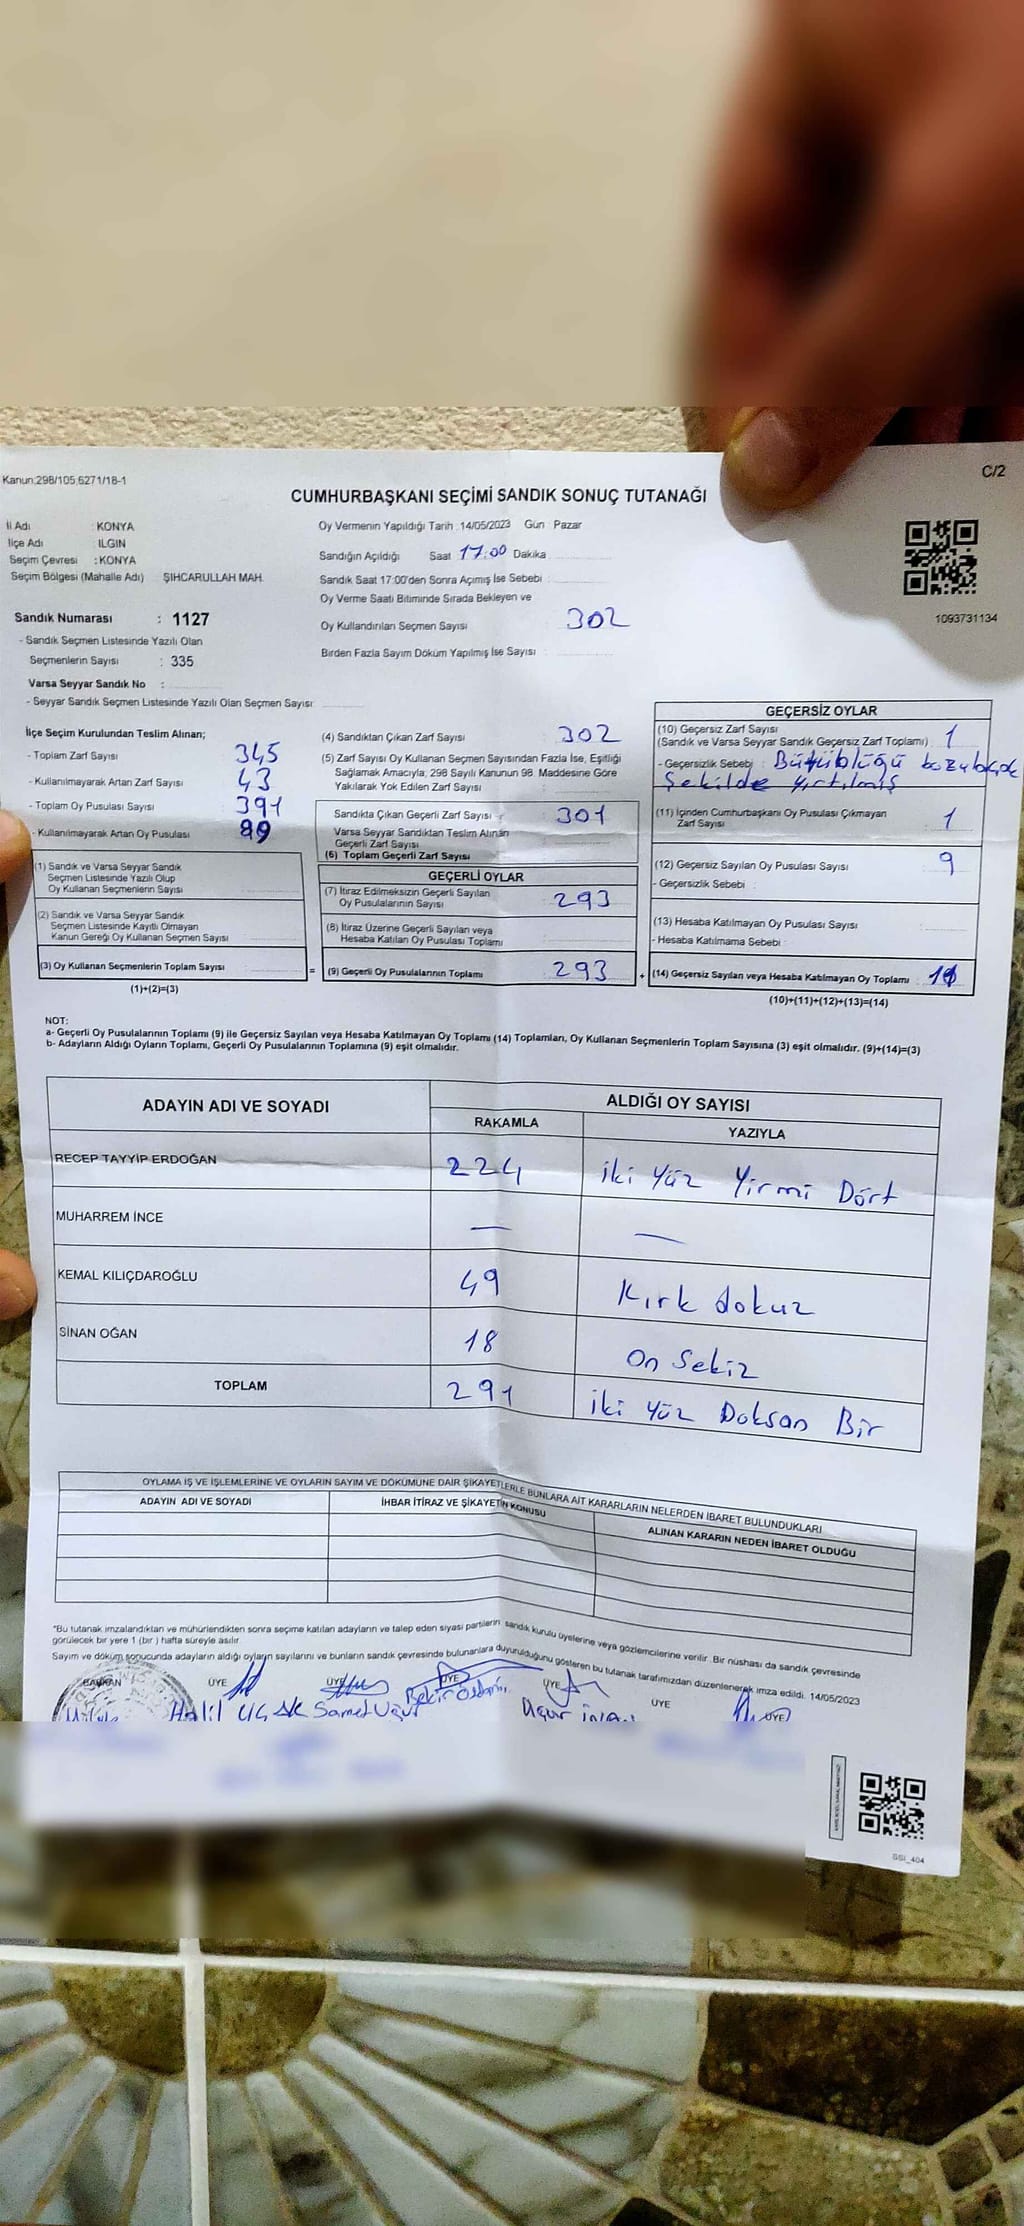 Kanun:298/105,6271/18-1
C/2
CUMHURBAŞKANI SEÇİMİ SANDIK SONUÇ TUTANAĞI
İl Adı : KONYA
İlçe Adı : ILGIN
Seçim Çevresi : KONYA
Seçim Bölgesi (Mahalle Adı) ŞIHCARULLAH MAH.
Sandık Numarası : 1127
- Sandık Seçmen Listesinde Yazılı Olan
Seçmenlerin Sayısı : 335
Varsa Seyyar Sandık No :
- Seyyar Sandık Seçmen Listesinde Yazılı Olan Seçmen Sayısı
Oy Vermenin Yapıldığı Tarih :14/05/2023 Gün : Pazar
Sandığın Açıldığı Saat 17:00 Dakika
Sandık Saat 17:00'den Sonra Açımış İse Sebebi :
Oy Verme Saati Bitiminde Sırada Bekleyen ve
Oy Kullandırılan Seçmen Sayısı : 302
Birden Fazla Sayım Döküm Yapılmış İse Sayısı :
1093731134
İlçe Seçim Kurulundan Teslim Alınan;
- Toplam Zarf Sayısı 345
- Kullanılmayarak Artan Zarf Sayısı 43
- Toplam Oy Pusulası Sayısı 391
- Kullanılmayarak Artan Oy Pusulası 89
(1) Sandık ve Varsa Seyyar Sandık
Seçmen Listesinde Yazılı Olup
Oy Kullanan Seçmenlerin Sayısı
(2) Sandık ve Varsa Seyyar Sandık
Seçmen Listesinde Kayıtlı Olmayan
Kanun Gereği Oy Kullanan Seçmen Sayısı
(3) Oy Kullanan Seçmenlerin Toplam Sayısı
(1)+(2)=(3)
(4) Sandıktan Çıkan Zarf Sayısı : 302
(5) Zarf Sayısı Oy Kullanan Seçmen Sayısından Fazla İse, Eşitliği
Sağlamak Amacıyla, 298 Sayılı Kanunun 98. Maddesine Göre
Yakılarak Yok Edilen Zarf Sayısı
Sandıkta Çıkan Geçerli Zarf Sayısı 301
Varsa Seyyar Sandıktan Teslim Alınan
Geçerli Zarf Sayısı
(6) Toplam Geçerli Zarf Sayısı
GEÇERLİ OYLAR
(7) İtiraz Edilmeksizin Geçerli Sayılan
Oy Pusulalarının Sayısı 293
(8) İtiraz Üzerine Geçerli Sayılan veya
Hesaba Katılan Oy Pusulası Toplamı
= (9) Geçerli Oy Pusulalarının Toplamı 293
GEÇERSİZ OYLAR
(10) Geçersiz Zarf Sayısı
(Sandık ve Varsa Seyyar Sandık Geçersiz Zarf Toplamı) 1
- Geçersizlik Sebebi : Bütünlüğü bozulacak
Şekilde yırtılmış
(11) İçinden Cumhurbaşkanı Oy Pusulası Çıkmayan
Zarf Sayısı 1
(12) Geçersiz Sayılan Oy Pusulası Sayısı 9
- Geçersizlik Sebebi :
(13) Hesaba Katılmayan Oy Pusulası Sayısı
- Hesaba Katılmama Sebebi :
+ (14) Geçersiz Sayılan veya Hesaba Katılmayan Oy Toplamı 11
(10)+(11)+(12)+(13)=(14)
NOT:
a- Geçerli Oy Pusulalarının Toplamı (9) ile Geçersiz Sayılan veya Hesaba Katılmayan Oy Toplamı (14) Toplamları, Oy Kullanan Seçmenlerin Toplam Sayısına (3) eşit olmalıdır. (9)+(14)=(3)
b- Adayların Aldığı Oyların Toplamı, Geçerli Oy Pusulalarının Toplamına (9) eşit olmalıdır.
ADAYIN ADI VE SOYADI
ALDIĞI OY SAYISI
RAKAMLA YAZIYLA
RECEP TAYYİP ERDOĞAN 224 iki yüz Yirmi Dört
MUHARREM İNCE — —
KEMAL KILIÇDAROĞLU 49 Kırk dokuz
SİNAN OĞAN 18 On Sekiz
TOPLAM 291 iki yüz Doksan Bir
OYLAMA İŞ VE İŞLEMLERİNE VE OYLARIN SAYIM VE DÖKÜMÜNE DAİR ŞİKAYETLERLE BUNLARA AİT KARARLARIN NELERDEN İBARET BULUNDUKLARI
ADAYIN ADI VE SOYADI
İHBAR İTİRAZ VE ŞİKAYETİN KONUSU
ALINAN KARARIN NEDEN İBARET OLDUĞU
*Bu tutanak imzalandıktan ve mühürlendikten sonra seçime katılan adayların ve talep eden siyasi partilerin sandık kurulu üyelerine veya gözlemcilerine verilir. Bir nüshası da sandık çevresinde
görülecek bir yere 1 (bir) hafta süreyle asılır.
Sayım ve döküm sonucunda adayların aldığı oyların sayılarını ve bunların sandık çevresinde bulunanlara duyurulduğunu gösteren bu tutanak tarafımızdan düzenlenerek imza edildi. 14/05/2023
BAŞKAN ÜYE ÜYE ÜYE ÜYE ÜYE ÜYE
Halil UÇAK Samet Uğur Bekir Uğur
SSI_404